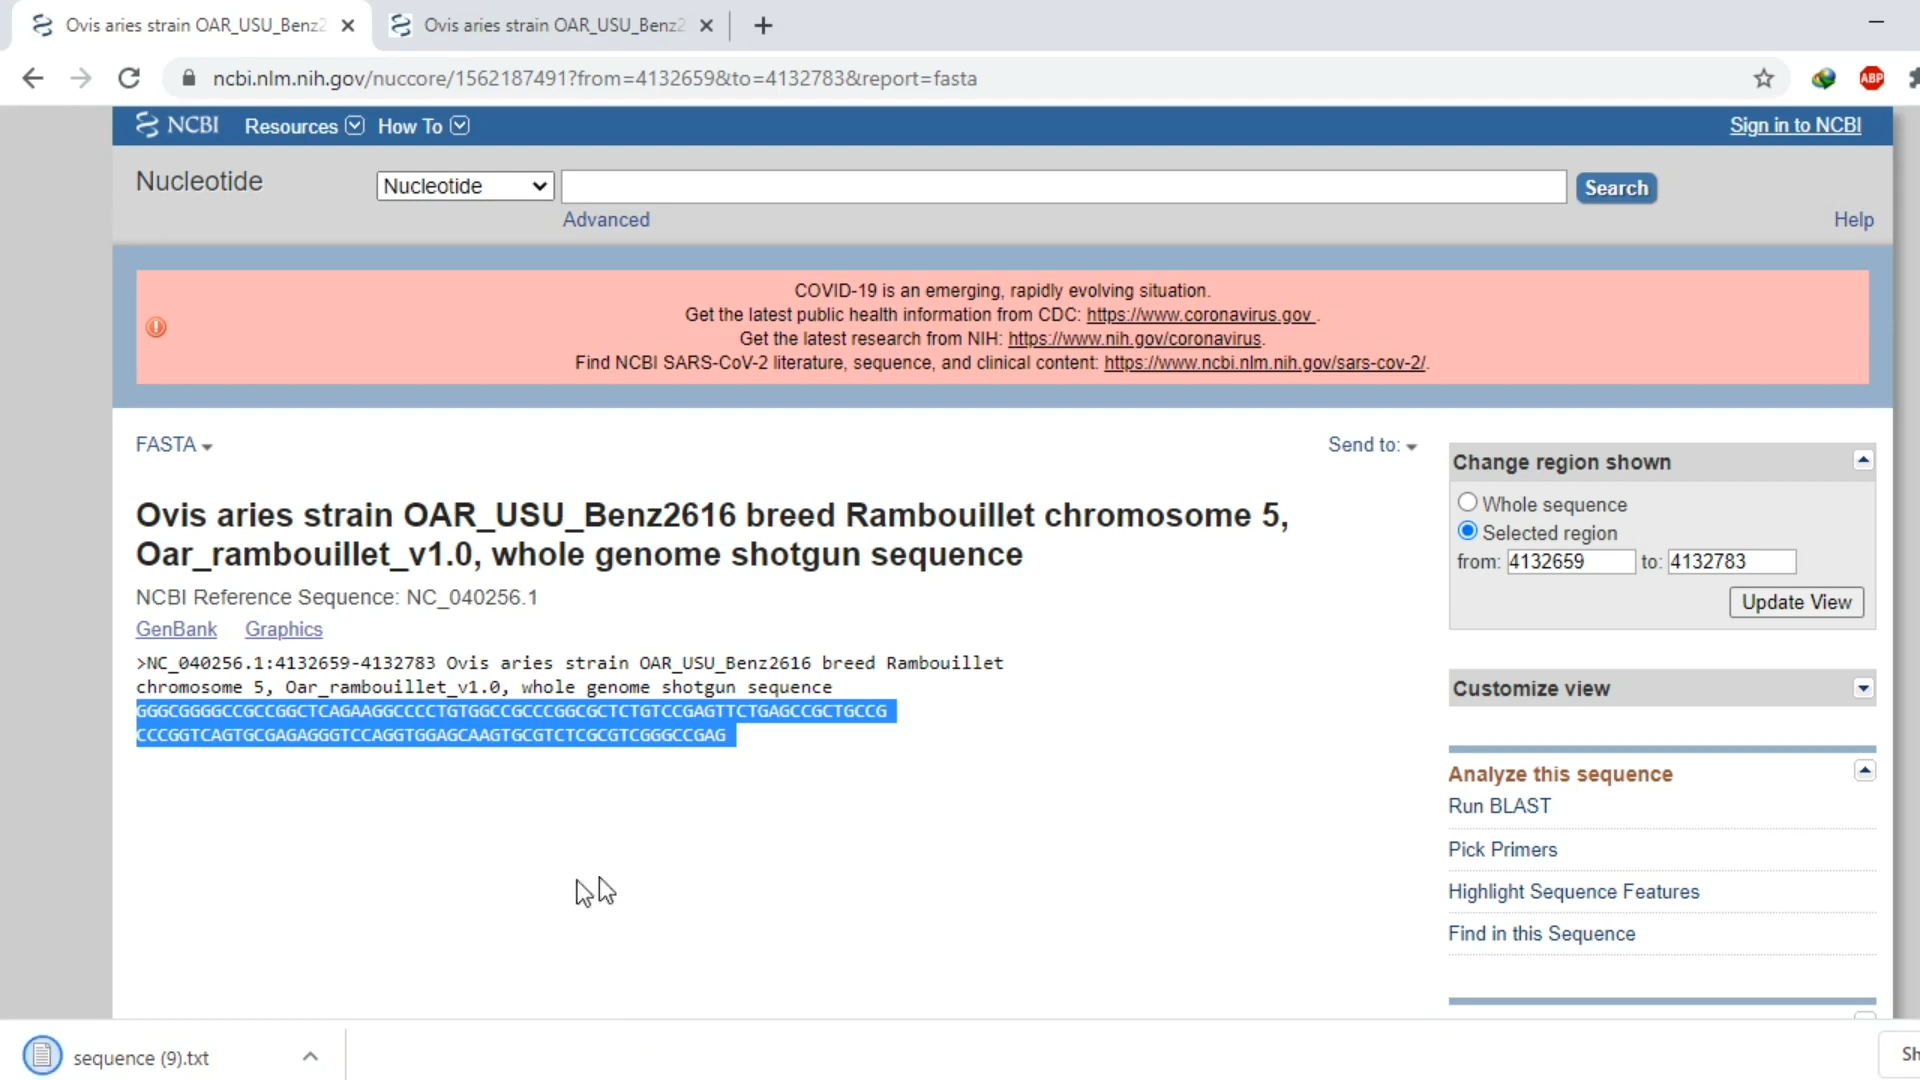 Ovis aries strain OAR_USU_Benz2 Ovis aries strain OAR_USU_Benz2
ncbi.nlm.nih.gov/nuccore/1562187491?from=4132659&to=4132783&report=fasta ABP
NCBI Resources How To Sign in to NCBI
Nucleotide Nucleotide Search
Advanced Help
COVID-19 is an emerging, rapidly evolving situation.
Get the latest public health information from CDC: https://www.coronavirus.gov .
Get the latest research from NIH: https://www.nih.gov/coronavirus.
Find NCBI SARS-CoV-2 literature, sequence, and clinical content: https://www.ncbi.nlm.nih.gov/sars-cov-2/.
FASTA Send to:
Ovis aries strain OAR_USU_Benz2616 breed Rambouillet chromosome 5,
Oar_rambouillet_v1.0, whole genome shotgun sequence
NCBI Reference Sequence: NC_040256.1
GenBank Graphics
>NC_040256.1:4132659-4132783 Ovis aries strain OAR_USU_Benz2616 breed Rambouillet
chromosome 5, Oar_rambouillet_v1.0, whole genome shotgun sequence
GGGCGGGGCCGCCGGCTCAGAAGGCCCCTGTGGCCGCCCGGCGCTCTGTCCGAGTTCTGAGCCGCTGCCG
CCCGGTCAGTGCGAGAGGGTCCAGGTGGAGCAAGTGCGTCTCGCGTCGGGCCGAG
Change region shown
Whole sequence
Selected region
from: 4132659 to: 4132783
Update View
Customize view
Analyze this sequence
Run BLAST
Pick Primers
Highlight Sequence Features
Find in this Sequence
sequence (9).txt Sh